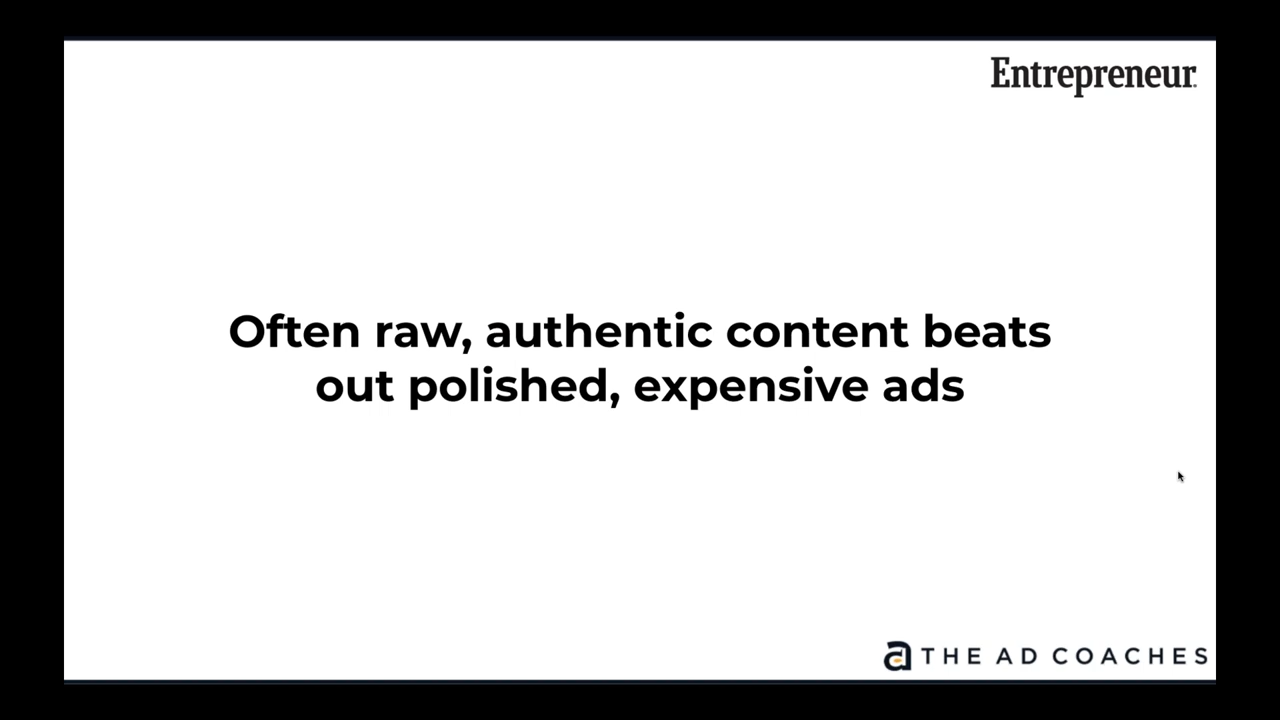 Entrepreneur
Often raw, authentic content beats
out polished, expensive ads
a THE AD COACHES